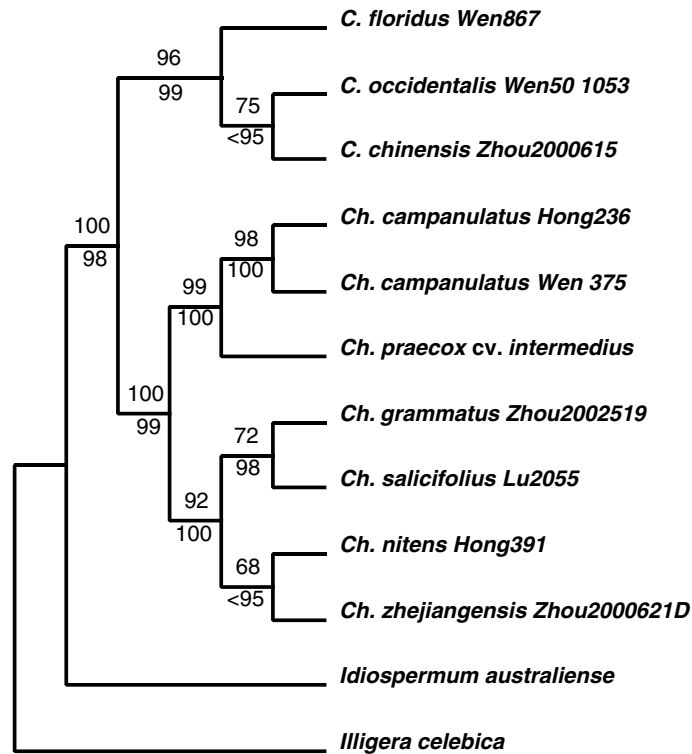 C. floridus Wen867
96
99
C. occidentalis Wen50 1053
75
<95
C. chinensis Zhou2000615
Ch. campanulatus Hong236
100
98
98
100
Ch. campanulatus Wen 375
99
100
Ch. praecox cv. intermedius
100
99
Ch. grammatus Zhou2002519
72
98
Ch. salicifolius Lu2055
92
100
Ch. nitens Hong391
68
<95
Ch. zhejiangensis Zhou2000621D
Idiospermum australiense
Illigera celebica